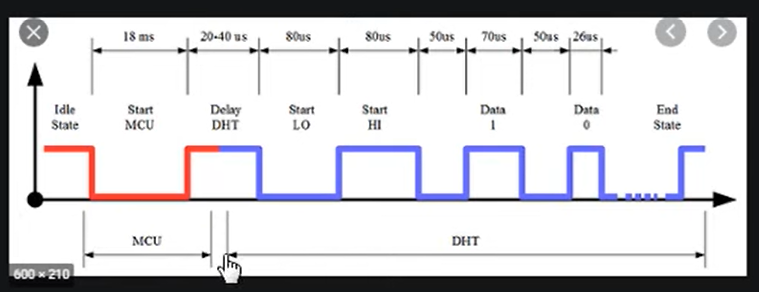 18 ms 20-40 us 80us 80us 50us 70us 50us 26us
Idle State
Start MCU
Delay DHT
Start LO
Start HI
Data 1
Data 0
End State
MCU DHT
600 × 210